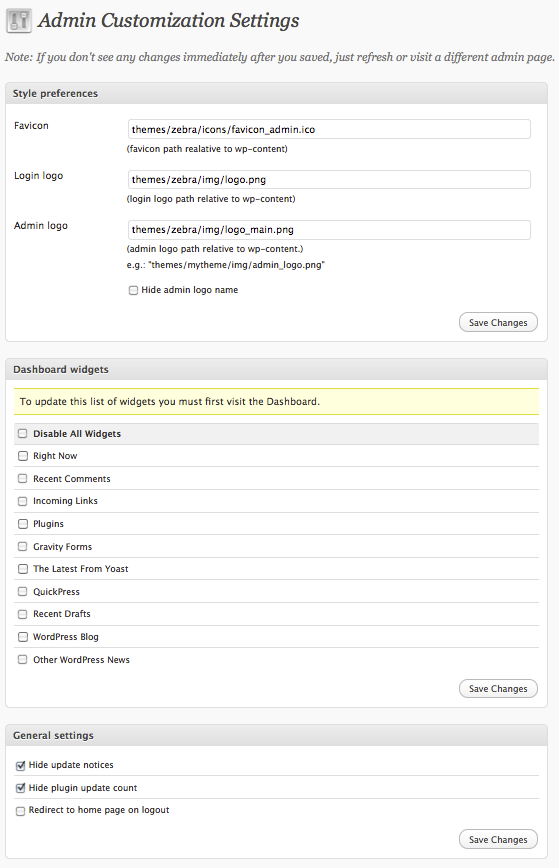 Admin Customization Settings
Note: If you don't see any changes immediately after you saved, just refresh or visit a different admin page.
Style preferences
Favicon
themes/zebra/icons/favicon_admin.ico
(favicon path realative to wp-content)
Login logo
themes/zebra/img/logo.png
(login logo path relative to wp-content)
Admin logo
themes/zebra/img/logo_main.png
(admin logo path relative to wp-content.)
e.g.: "themes/mytheme/img/admin_logo.png"
Hide admin logo name
Save Changes
Dashboard widgets
To update this list of widgets you must first visit the Dashboard.
Disable All Widgets
Right Now
Recent Comments
Incoming Links
Plugins
Gravity Forms
The Latest From Yoast
QuickPress
Recent Drafts
WordPress Blog
Other WordPress News
Save Changes
General settings
Hide update notices
Hide plugin update count
Redirect to home page on logout
Save Changes